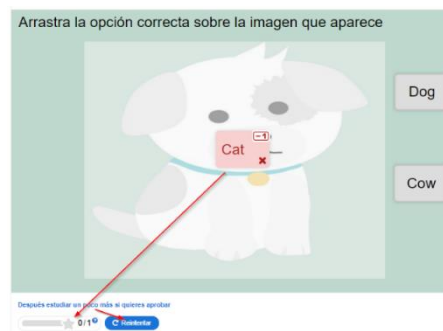 Arrastra la opción correcta sobre la imagen que aparece
Dog
−1
Cat
Cow
Después estudiar un poco más si quieres aprobar
0/1
Reintentar